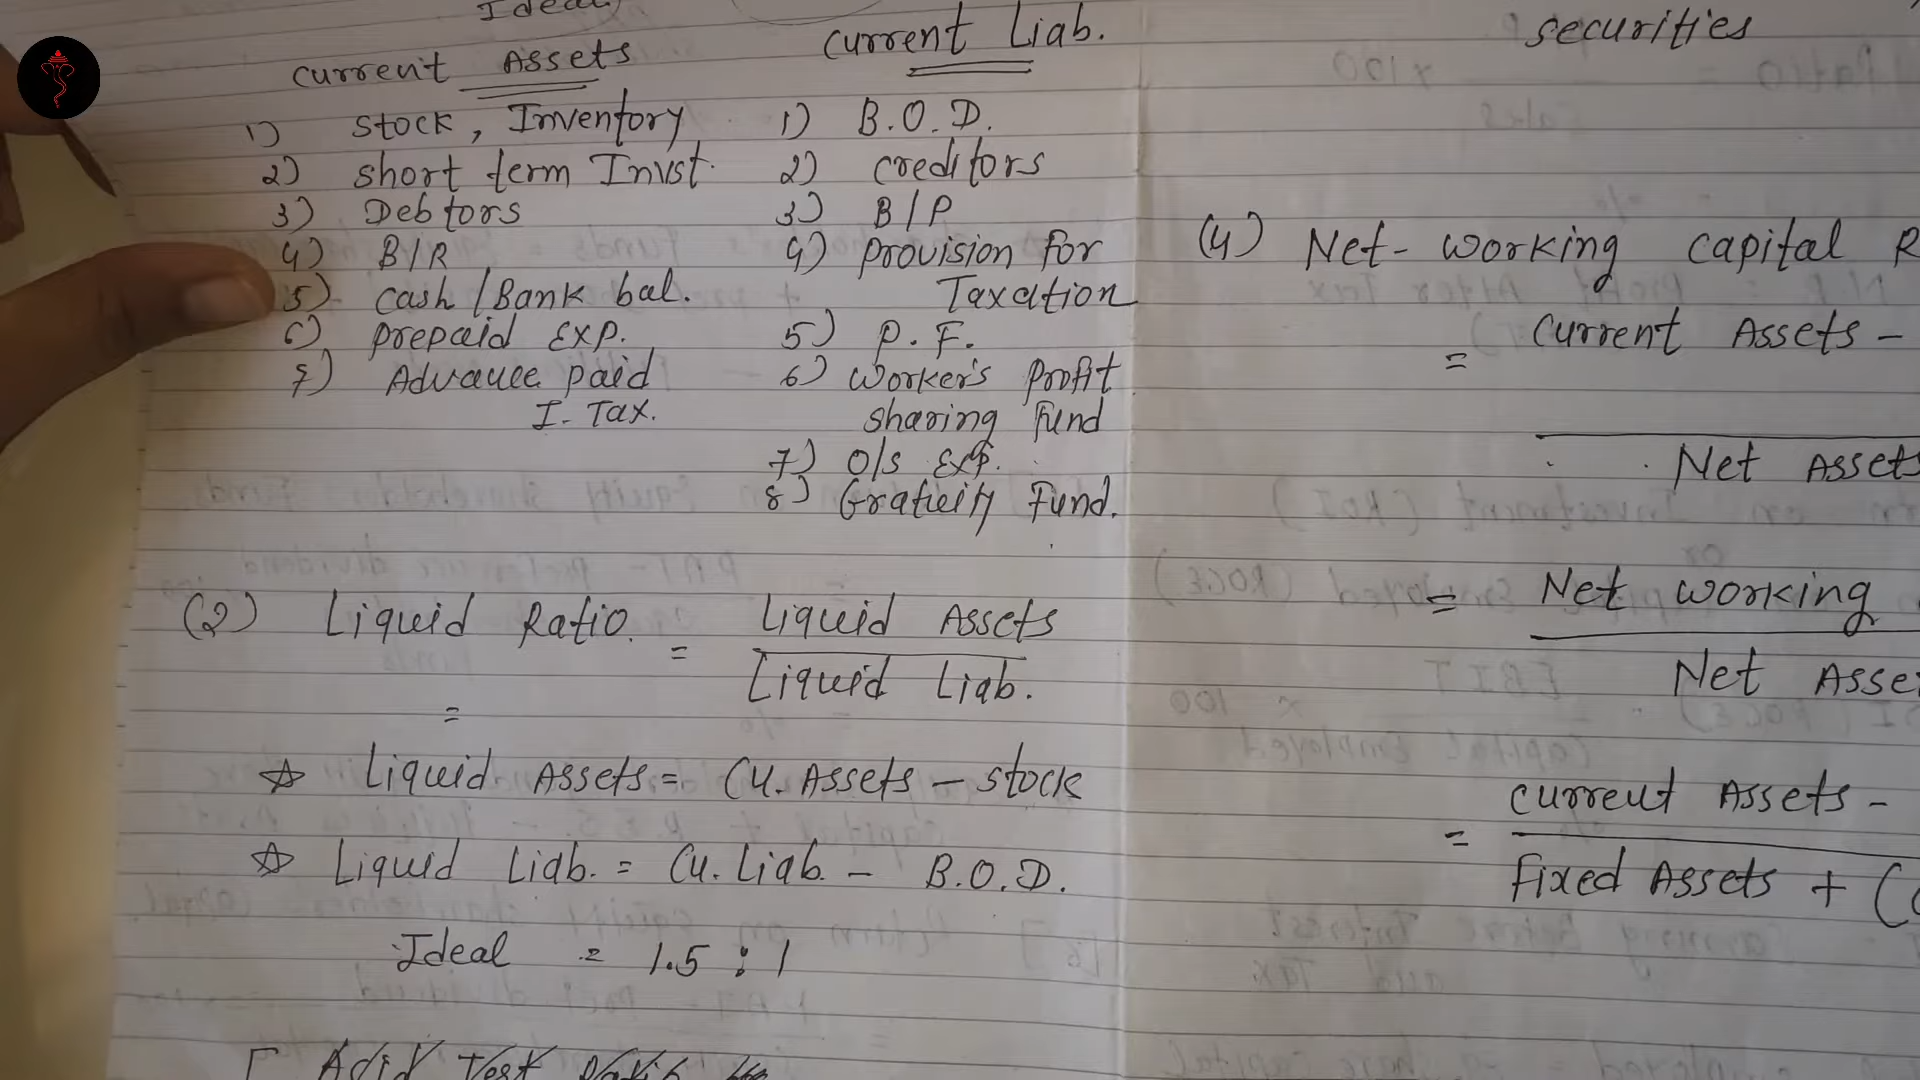 Ideal
Current Assets
1) Stock, Inventory
2) Short term Invst.
3) Debtors
4) B/R
5) Cash/Bank bal.
6) Prepaid Exp.
7) Advance paid
I. Tax.
Current Liab.
1) B.O.D.
2) Creditors
3) B/P
4) Provision For
Taxation
5) P.F.
6) Worker's Profit
Sharing Fund
7) O/s Exp.
8) Gratuity Fund.
(2) Liquid Ratio = Liquid Assets
Liquid Liab.
=
☆ Liquid Assets = Cu. Assets - Stock
☆ Liquid Liab. = Cu. Liab. - B.O.D.
Ideal = 1.5 : 1
[ Acid Test Ratio
Securities
(4) Net-Working Capital R
= Current Assets -
Net Assets
= Net Working
Net Asse
= Current Assets -
Fixed Assets + (C